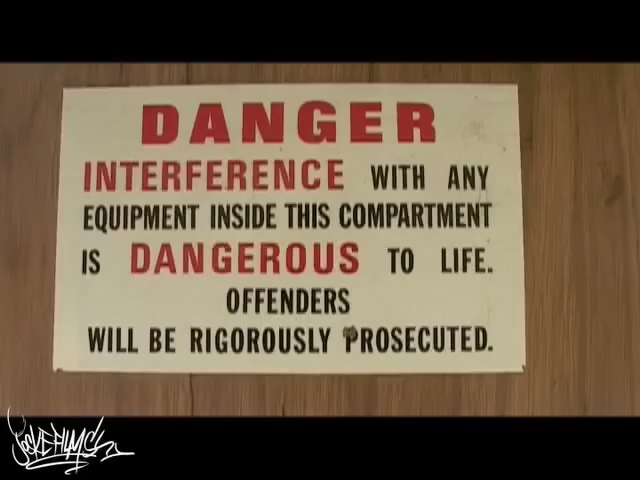 DANGER
INTERFERENCE WITH ANY
EQUIPMENT INSIDE THIS COMPARTMENT
IS DANGEROUS TO LIFE.
OFFENDERS
WILL BE RIGOROUSLY PROSECUTED.